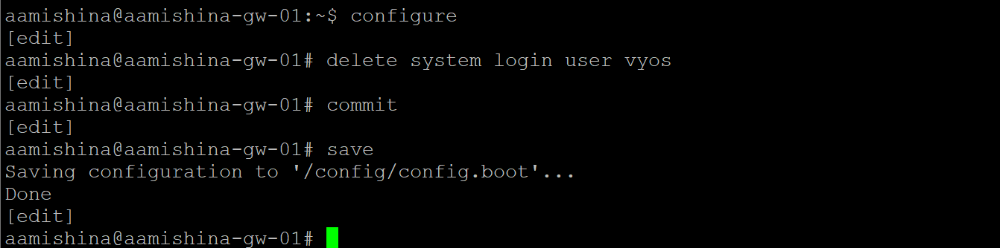 aamishina@aamishina-gw-01:~$ configure
[edit]
aamishina@aamishina-gw-01# delete system login user vyos
[edit]
aamishina@aamishina-gw-01# commit
[edit]
aamishina@aamishina-gw-01# save
Saving configuration to '/config/config.boot'...
Done
[edit]
aamishina@aamishina-gw-01#